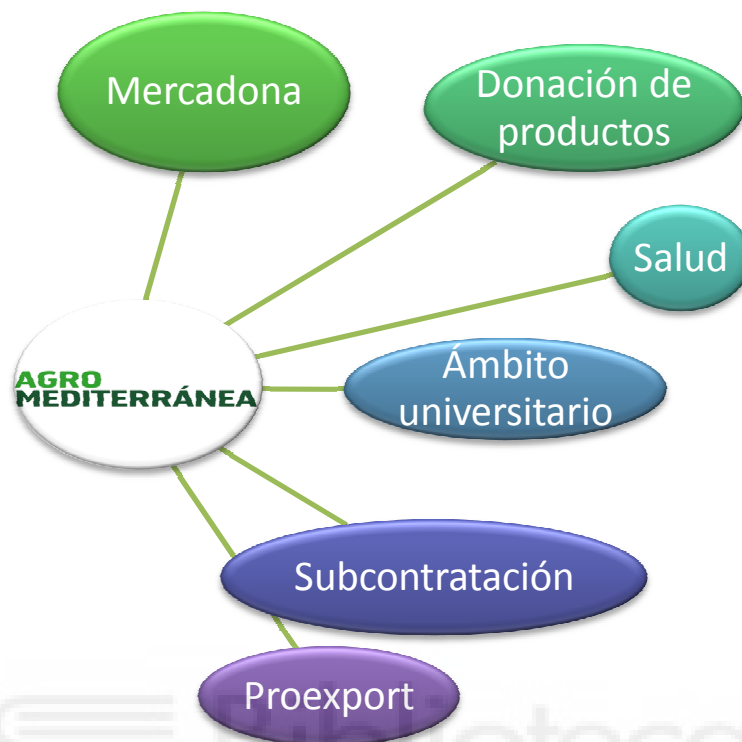 Mercadona
Donación de
productos
Salud
AGRO
MEDITERRÁNEA
Ámbito
universitario
Subcontratación
Proexport